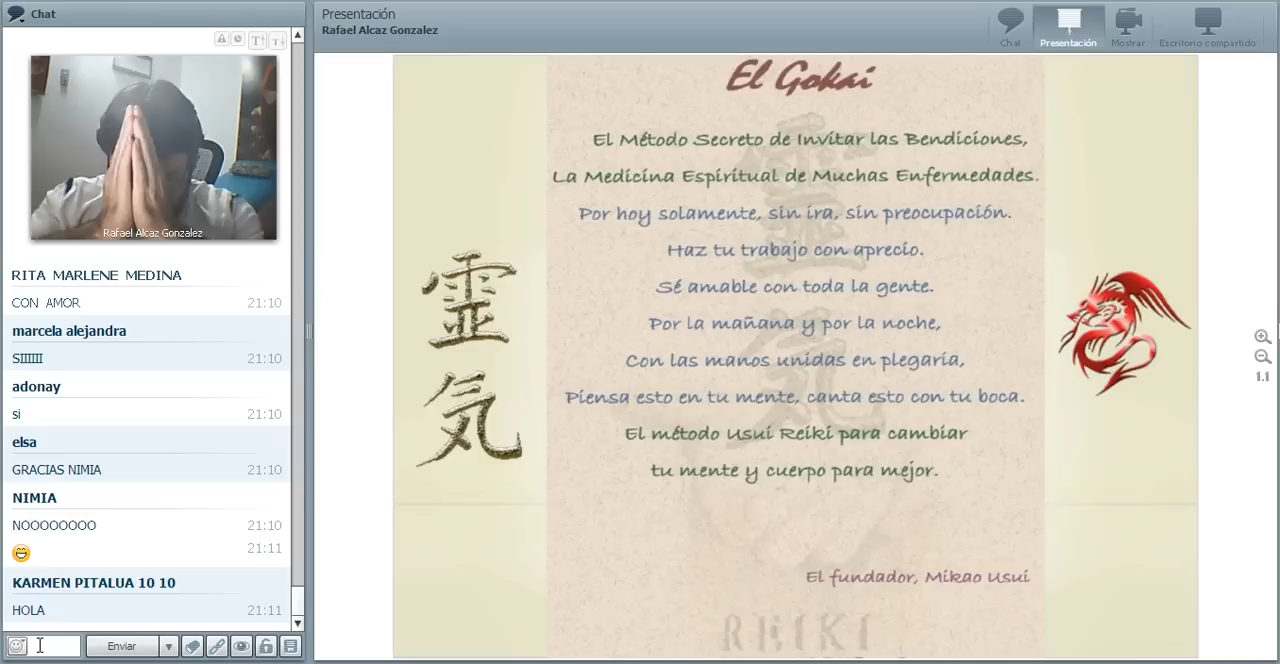 Chat
Rafael Alcaz Gonzalez
RITA MARLENE MEDINA
CON AMOR 21:10
marcela alejandra
SIIIIII 21:10
adonay
si 21:10
elsa
GRACIAS NIMIA 21:10
NIMIA
NOOOOOOOO 21:10
21:11
KARMEN PITALUA 10 10
HOLA 21:11
Enviar
Presentación
Rafael Alcaz Gonzalez
Chat
Presentación
Mostrar
Escritorio compartido
El Gokai
El Método Secreto de Invitar las Bendiciones,
La Medicina Espiritual de Muchas Enfermedades.
Por hoy solamente, sin ira, sin preocupación.
Haz tu trabajo con aprecio.
Sé amable con toda la gente.
Por la mañana y por la noche,
Con las manos unidas en plegaria,
Piensa esto en tu mente, canta esto con tu boca.
El método Usui Reiki para cambiar
tu mente y cuerpo para mejor.
El fundador, Mikao Usui
REIKI
靈気
靈気
1.1